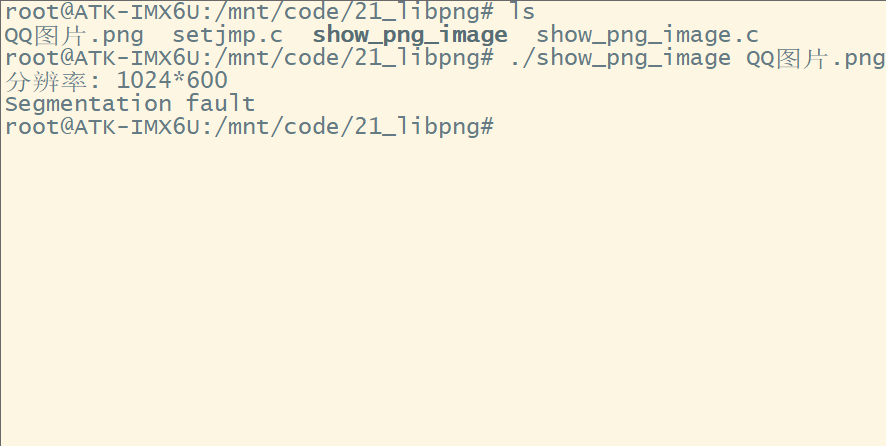 root@ATK-IMX6U:/mnt/code/21_libpng# ls
QQ图片.png  setjmp.c  show_png_image  show_png_image.c
root@ATK-IMX6U:/mnt/code/21_libpng# ./show_png_image QQ图片.png
分辨率: 1024*600
Segmentation fault
root@ATK-IMX6U:/mnt/code/21_libpng#